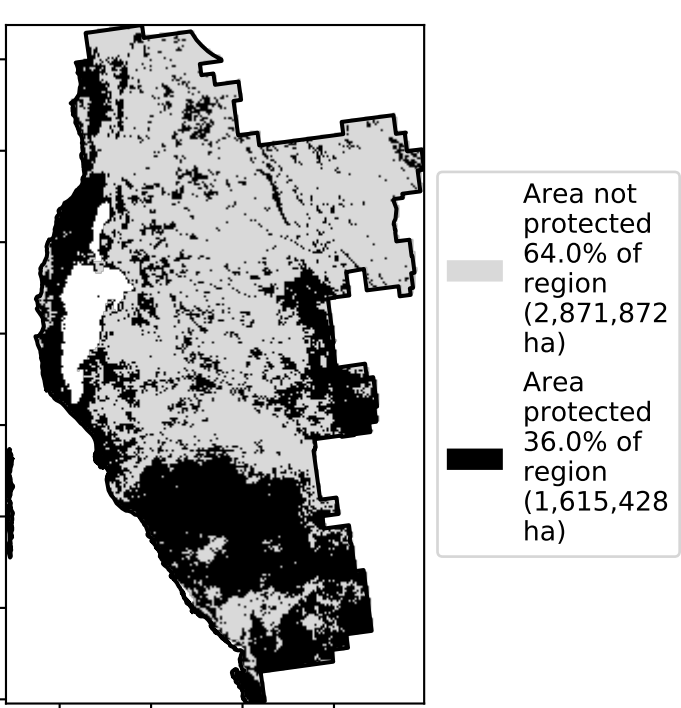 Area not
protected
64.0% of
region
(2,871,872
ha)
Area
protected
36.0% of
region
(1,615,428
ha)